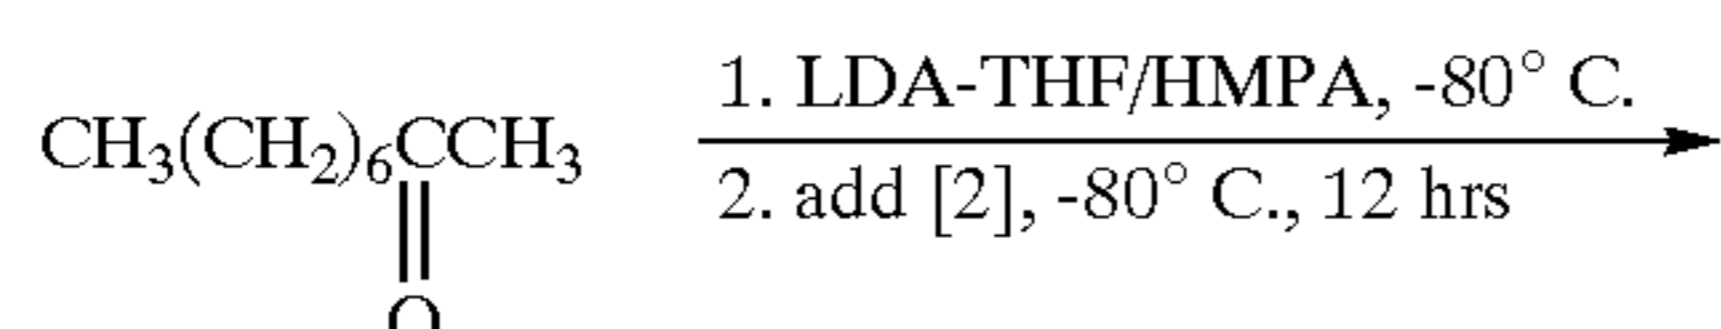 1. LDA-THF/HMPA, -80° C.
CH₃(CH₂)₆CCH₃
2. add [2], -80° C., 12 hrs
O